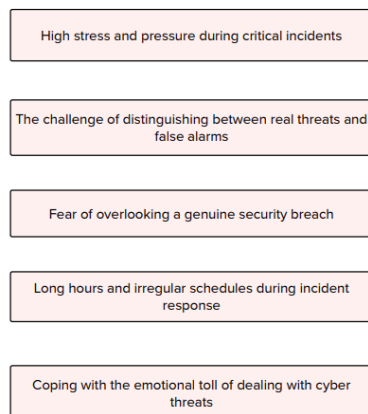 High stress and pressure during critical incidents
The challenge of distinguishing between real threats and
false alarms
Fear of overlooking a genuine security breach
Long hours and irregular schedules during incident
response
Coping with the emotional toll of dealing with cyber
threats